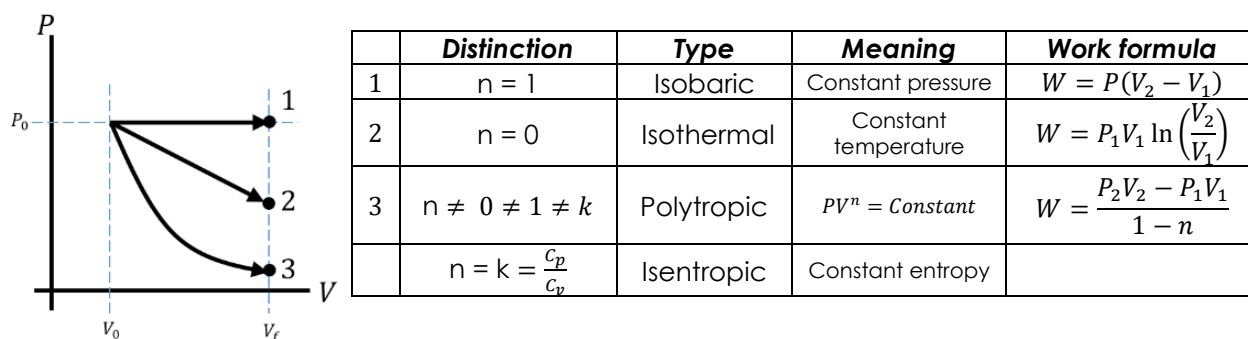 P
P₀
1
2
3
V
V₀
V_f
Distinction Type Meaning Work formula
1 n = 1 Isobaric Constant pressure W = P(V₂ − V₁)
2 n = 0 Isothermal Constant temperature W = P₁V₁ ln(V₂/V₁)
3 n ≠ 0 ≠ 1 ≠ k Polytropic PVⁿ = Constant W = (P₂V₂ − P₁V₁)/(1 − n)
n = k = C_p/C_v Isentropic Constant entropy